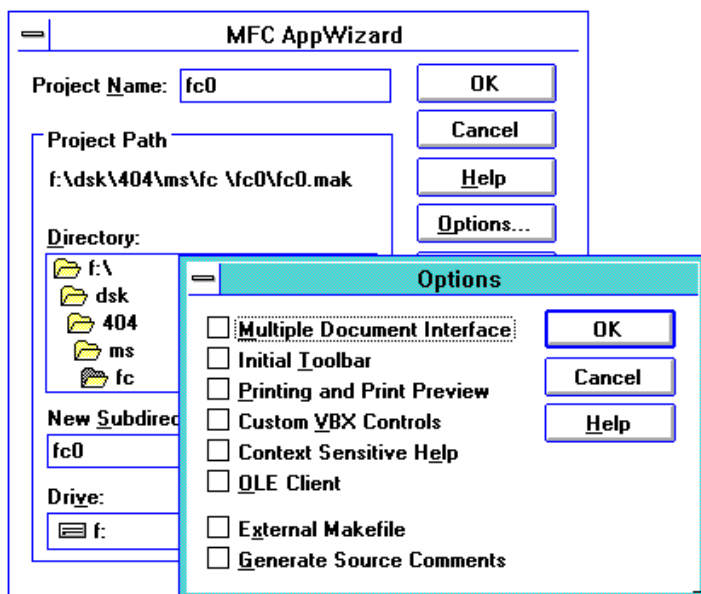 MFC AppWizard
Project Name: fc0
OK
Cancel
Project Path
f:\dsk\404\ms\fc \fc0\fc0.mak
Help
Options...
Directory:
f:\
dsk
404
ms
fc
New Subdirec
fc0
Drive:
f:
Options
Multiple Document Interface
Initial Toolbar
Printing and Print Preview
Custom VBX Controls
Context Sensitive Help
OLE Client
External Makefile
Generate Source Comments
OK
Cancel
Help